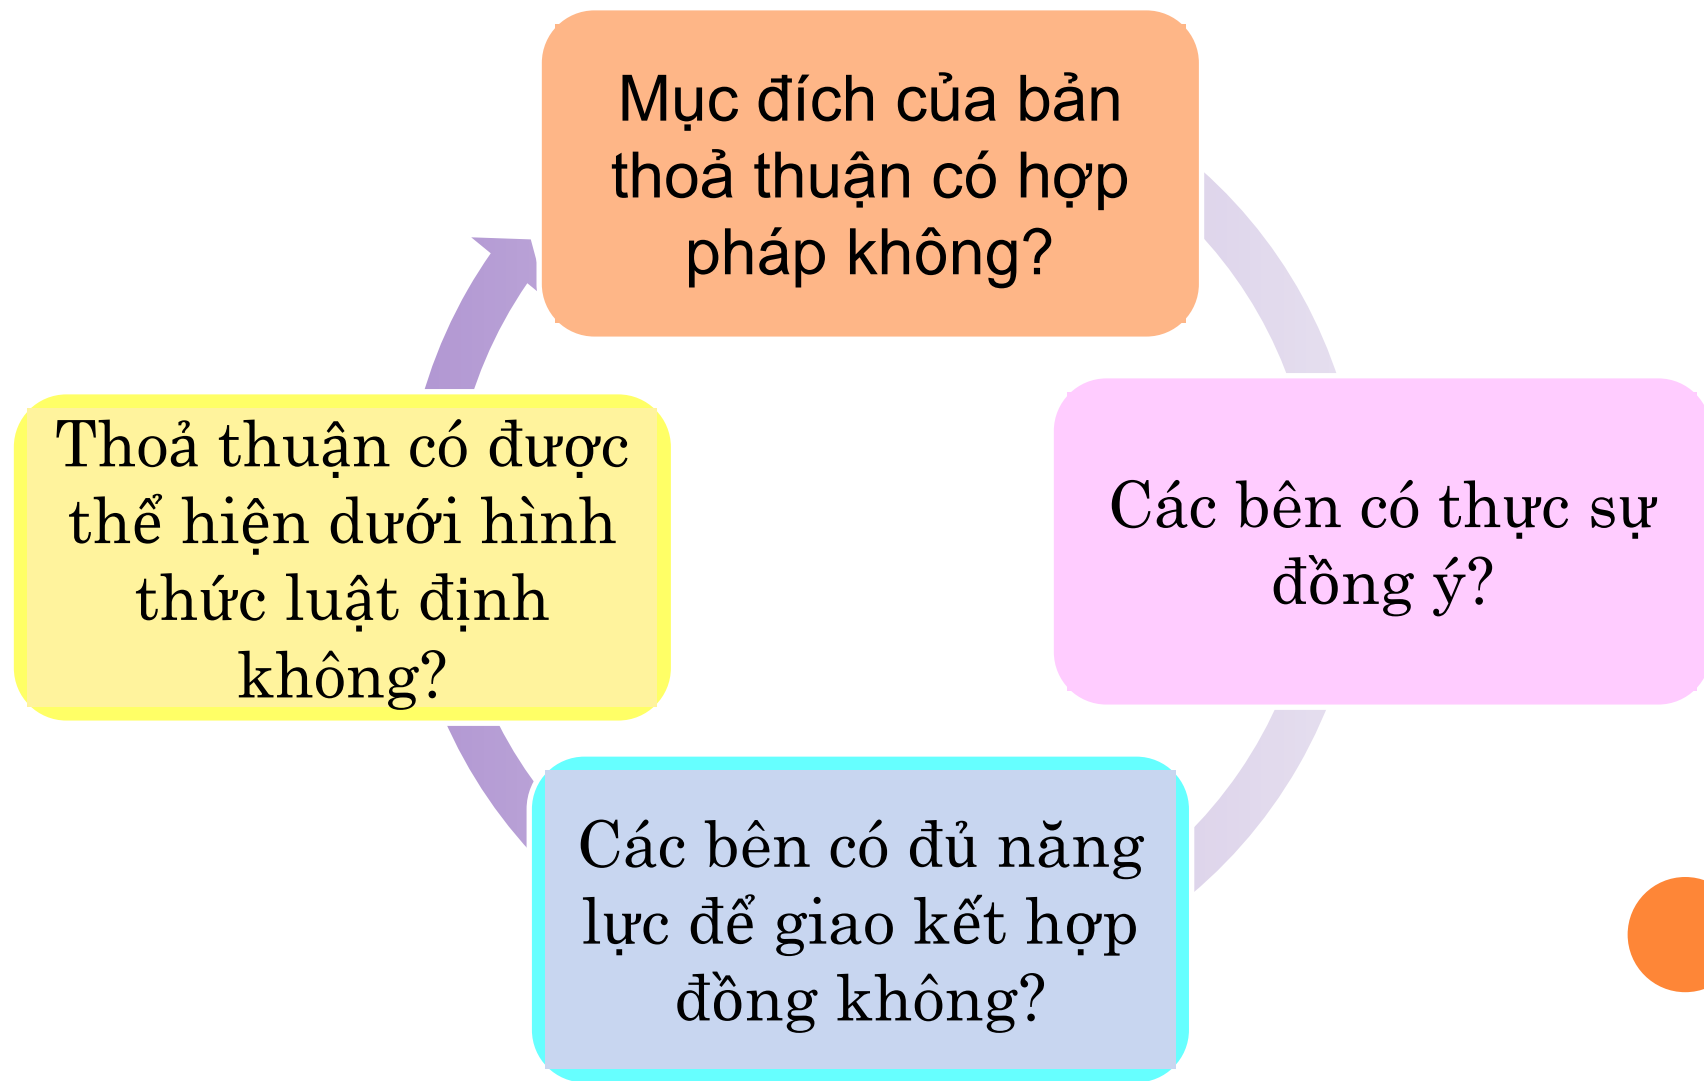 Mục đích của bản
thoả thuận có hợp
pháp không?
Các bên có thực sự
đồng ý?
Các bên có đủ năng
lực để giao kết hợp
đồng không?
Thoả thuận có được
thể hiện dưới hình
thức luật định
không?